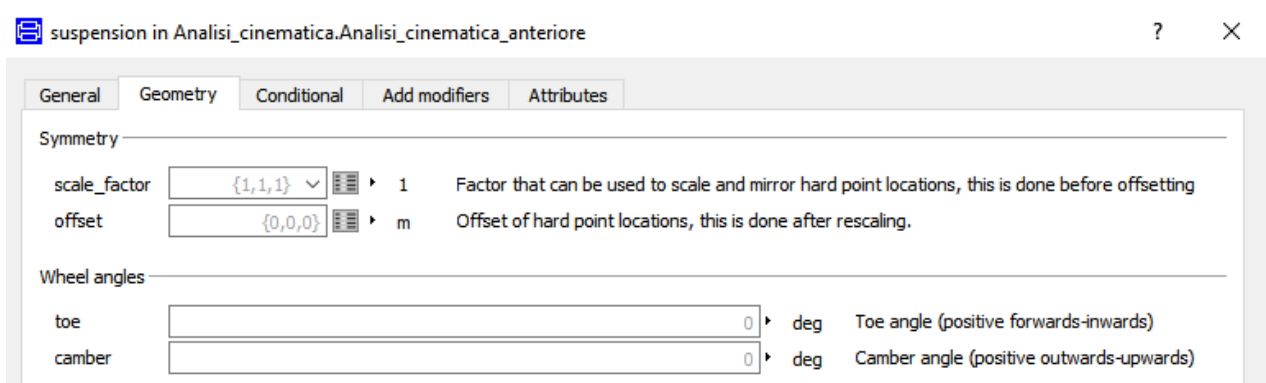 suspension in Analisi_cinematica.Analisi_cinematica_anteriore ? ×
General Geometry Conditional Add modifiers Attributes
Symmetry
scale_factor {1,1,1} 1 Factor that can be used to scale and mirror hard point locations, this is done before offsetting
offset {0,0,0} m Offset of hard point locations, this is done after rescaling.
Wheel angles
toe 0 deg Toe angle (positive forwards-inwards)
camber 0 deg Camber angle (positive outwards-upwards)